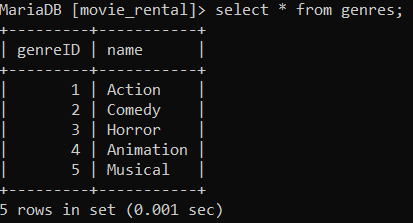 MariaDB [movie_rental]> select * from genres;
+---------+-----------+
| genreID | name      |
+---------+-----------+
|       1 | Action    |
|       2 | Comedy    |
|       3 | Horror    |
|       4 | Animation |
|       5 | Musical   |
+---------+-----------+
5 rows in set (0.001 sec)